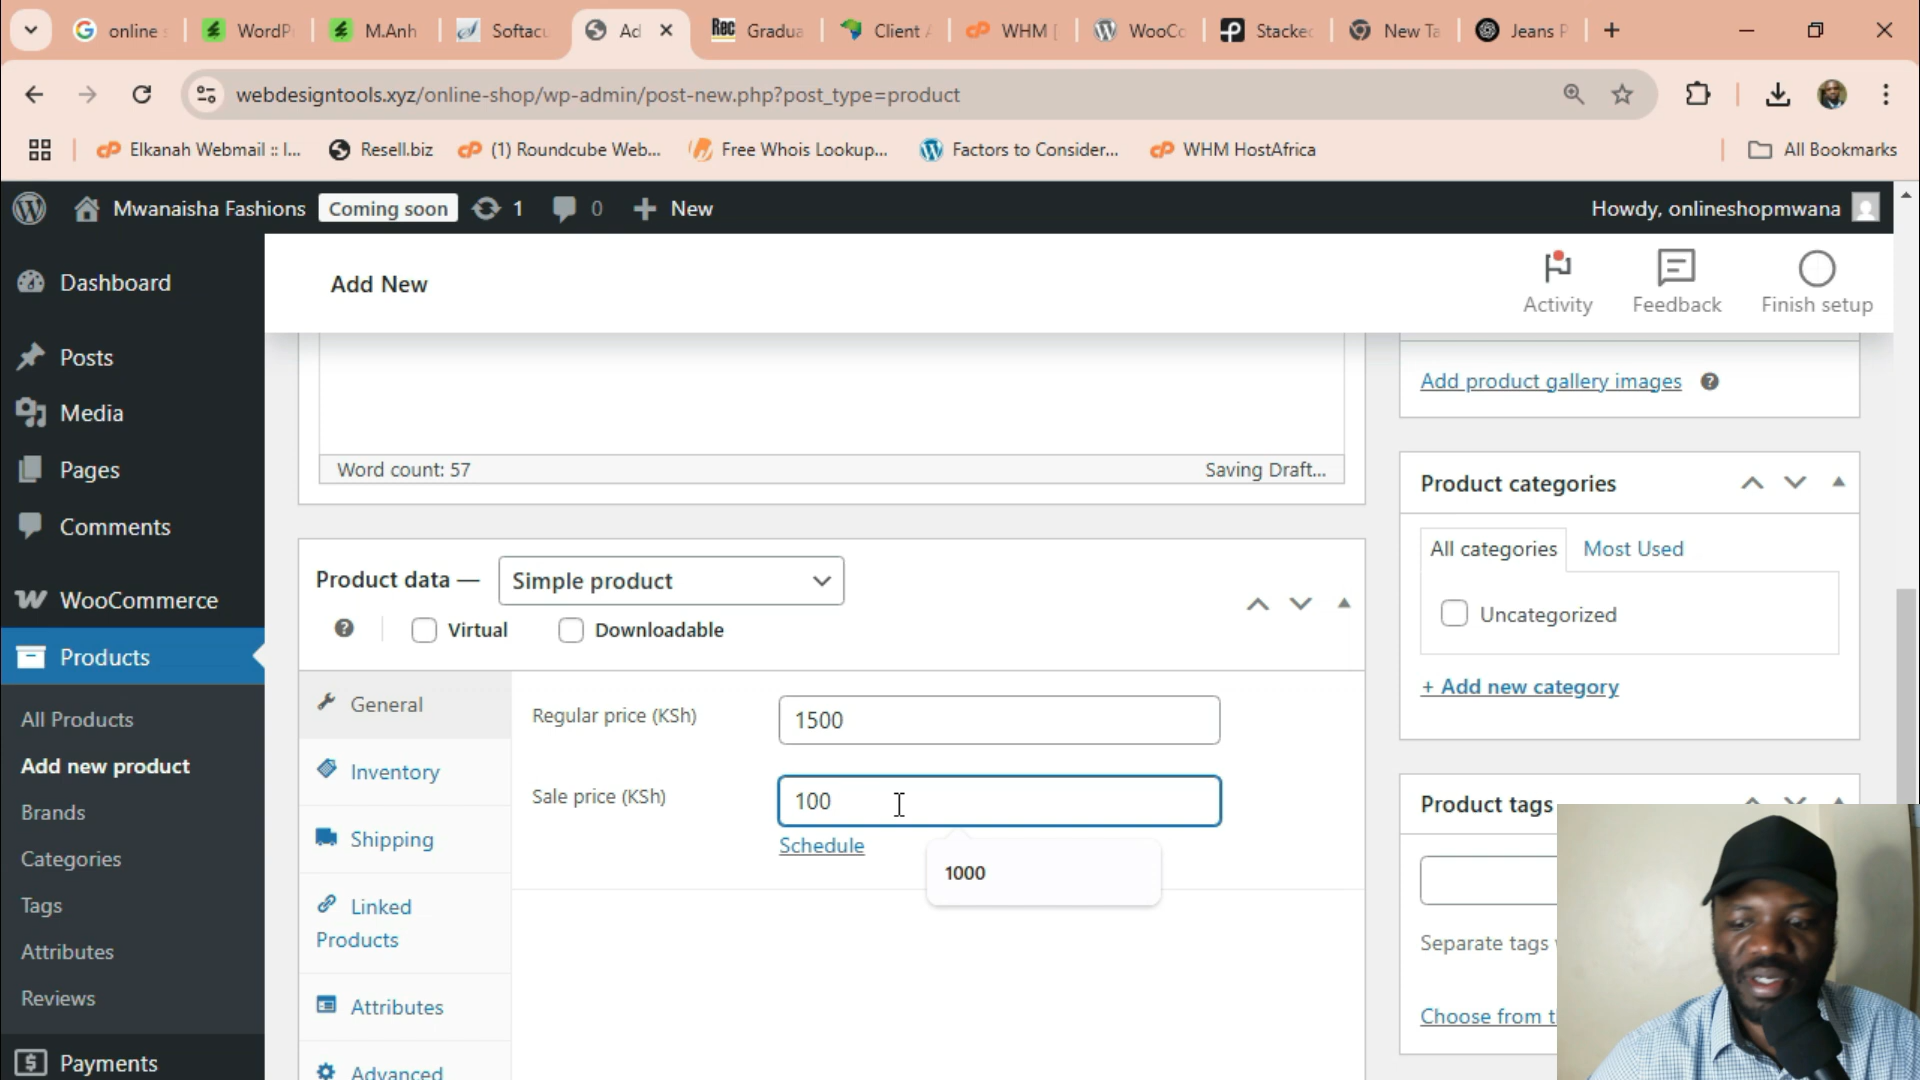 online
WordP
M.Anh
Softacu
Ad
Rec
Gradua
Client
WHM [
WooCo
Stacked
New Ta
Jeans P
webdesigntools.xyz/online-shop/wp-admin/post-new.php?post_type=product
Elkanah Webmail :: I...
Resell.biz
(1) Roundcube Web...
Free Whois Lookup...
Factors to Consider...
WHM HostAfrica
All Bookmarks
Mwanaisha Fashions
Coming soon
1
0
New
Howdy, onlineshopmwana
Dashboard
Posts
Media
Pages
Comments
WooCommerce
Products
All Products
Add new product
Brands
Categories
Tags
Attributes
Reviews
Payments
Add New
Activity
Feedback
Finish setup
Word count: 57
Saving Draft...
Product data —
Simple product
Virtual
Downloadable
General
Inventory
Shipping
Linked
Products
Attributes
Advanced
Regular price (KSh)
1500
Sale price (KSh)
100
Schedule
1000
Add product gallery images
Product categories
All categories
Most Used
Uncategorized
+ Add new category
Product tags
Separate tags
Choose from t